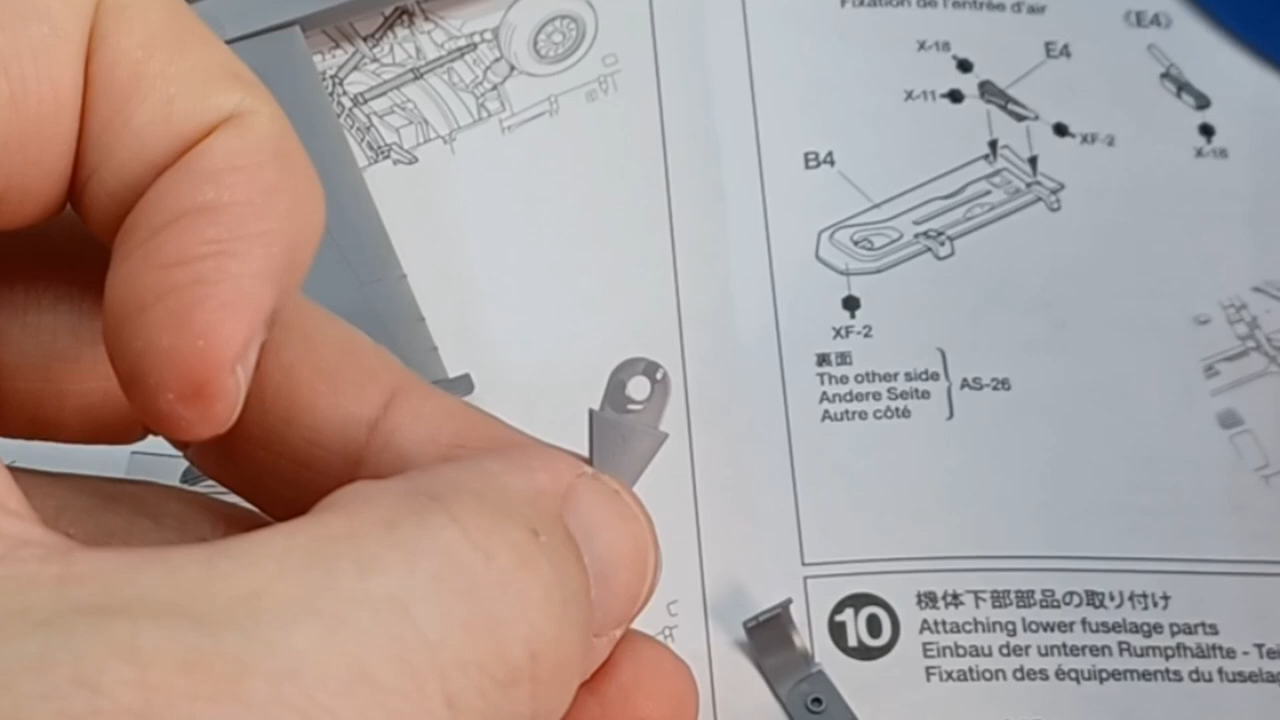 Fixation de l'entrée d'air
(E4)
X-18
E4
X-11
XF-2
X-18
B4
XF-2
裏面
The other side
Andere Seite
Autre côté
AS-26
10
機体下部部品の取り付け
Attaching lower fuselage parts
Einbau der unteren Rumpfhälfte - Tei
Fixation des équipements du fusela